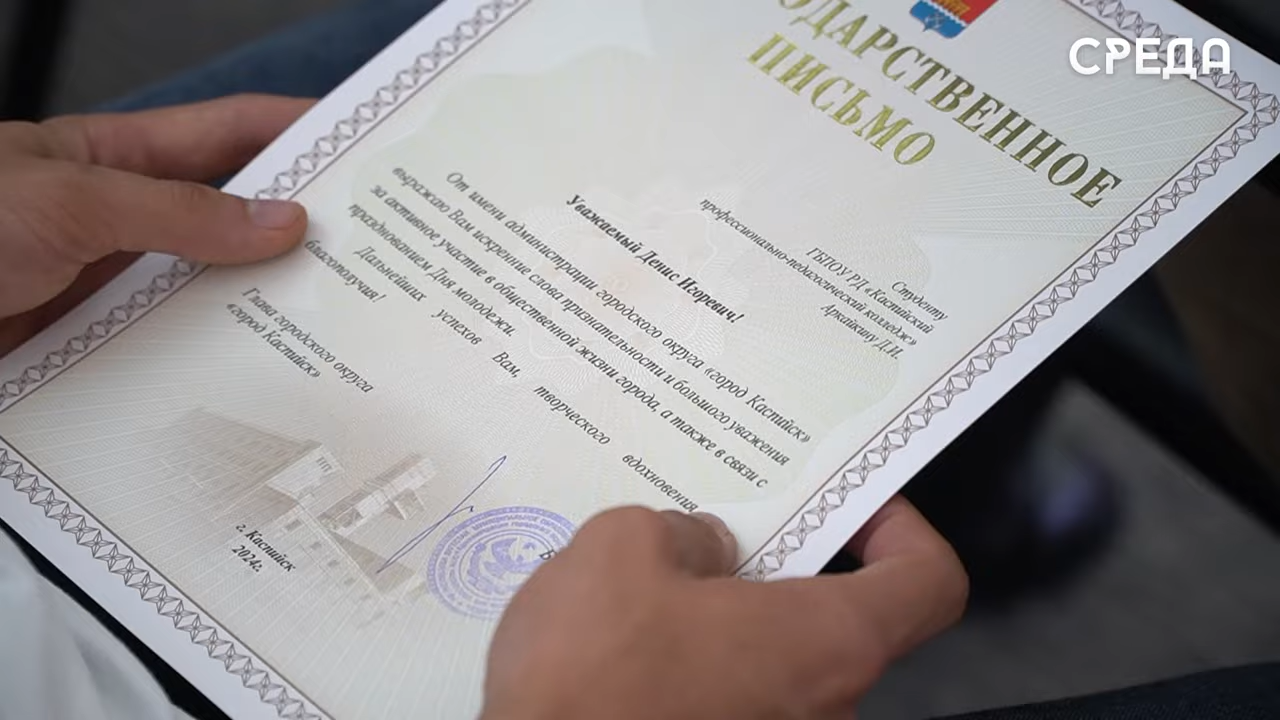 СРЕДА
ОДАРСТВЕННОЕ
ПИСЬМО
Студенту
ГБПОУ РД «Каспийский
профессионально-педагогический колледж»
Аркайкину Д.И.
Уважаемый Денис Игоревич!
От имени администрации городского округа «город Каспийск»
выражаю Вам искренние слова признательности и большого уважения
за активное участие в общественной жизни города, а также в связи с
празднованием Дня молодежи.
Дальнейших успехов Вам, творческого вдохновения
благополучия!
Глава городского округа
«город Каспийск»
г. Каспийск
2024г.